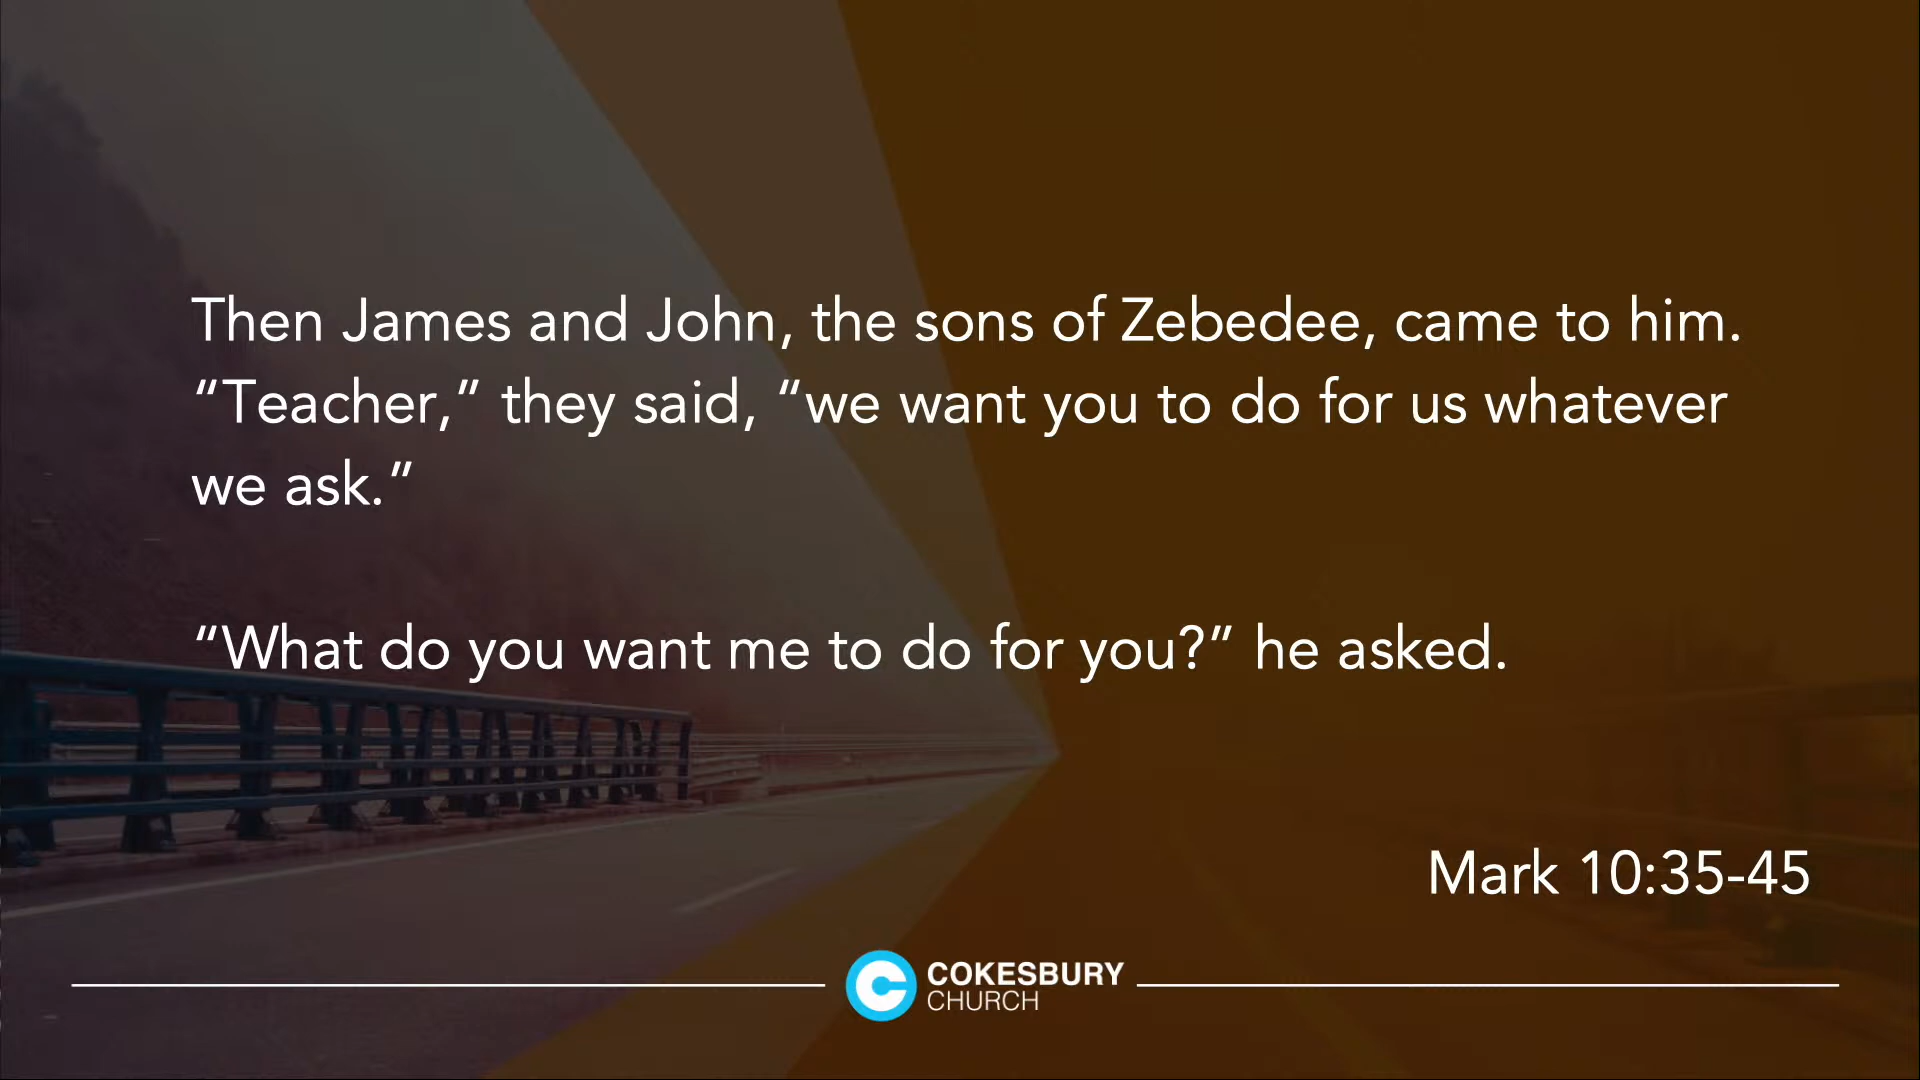 Then James and John, the sons of Zebedee, came to him.
“Teacher,” they said, “we want you to do for us whatever
we ask.”
“What do you want me to do for you?” he asked.
Mark 10:35-45
COKESBURY
CHURCH